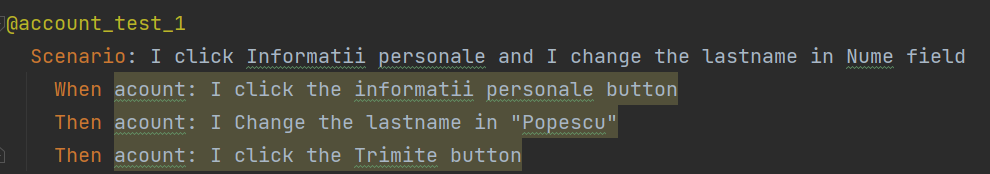 @account_test_1
Scenario: I click Informatii personale and I change the lastname in Nume field
When acount: I click the informatii personale button
Then acount: I Change the lastname in "Popescu"
Then acount: I click the Trimite button